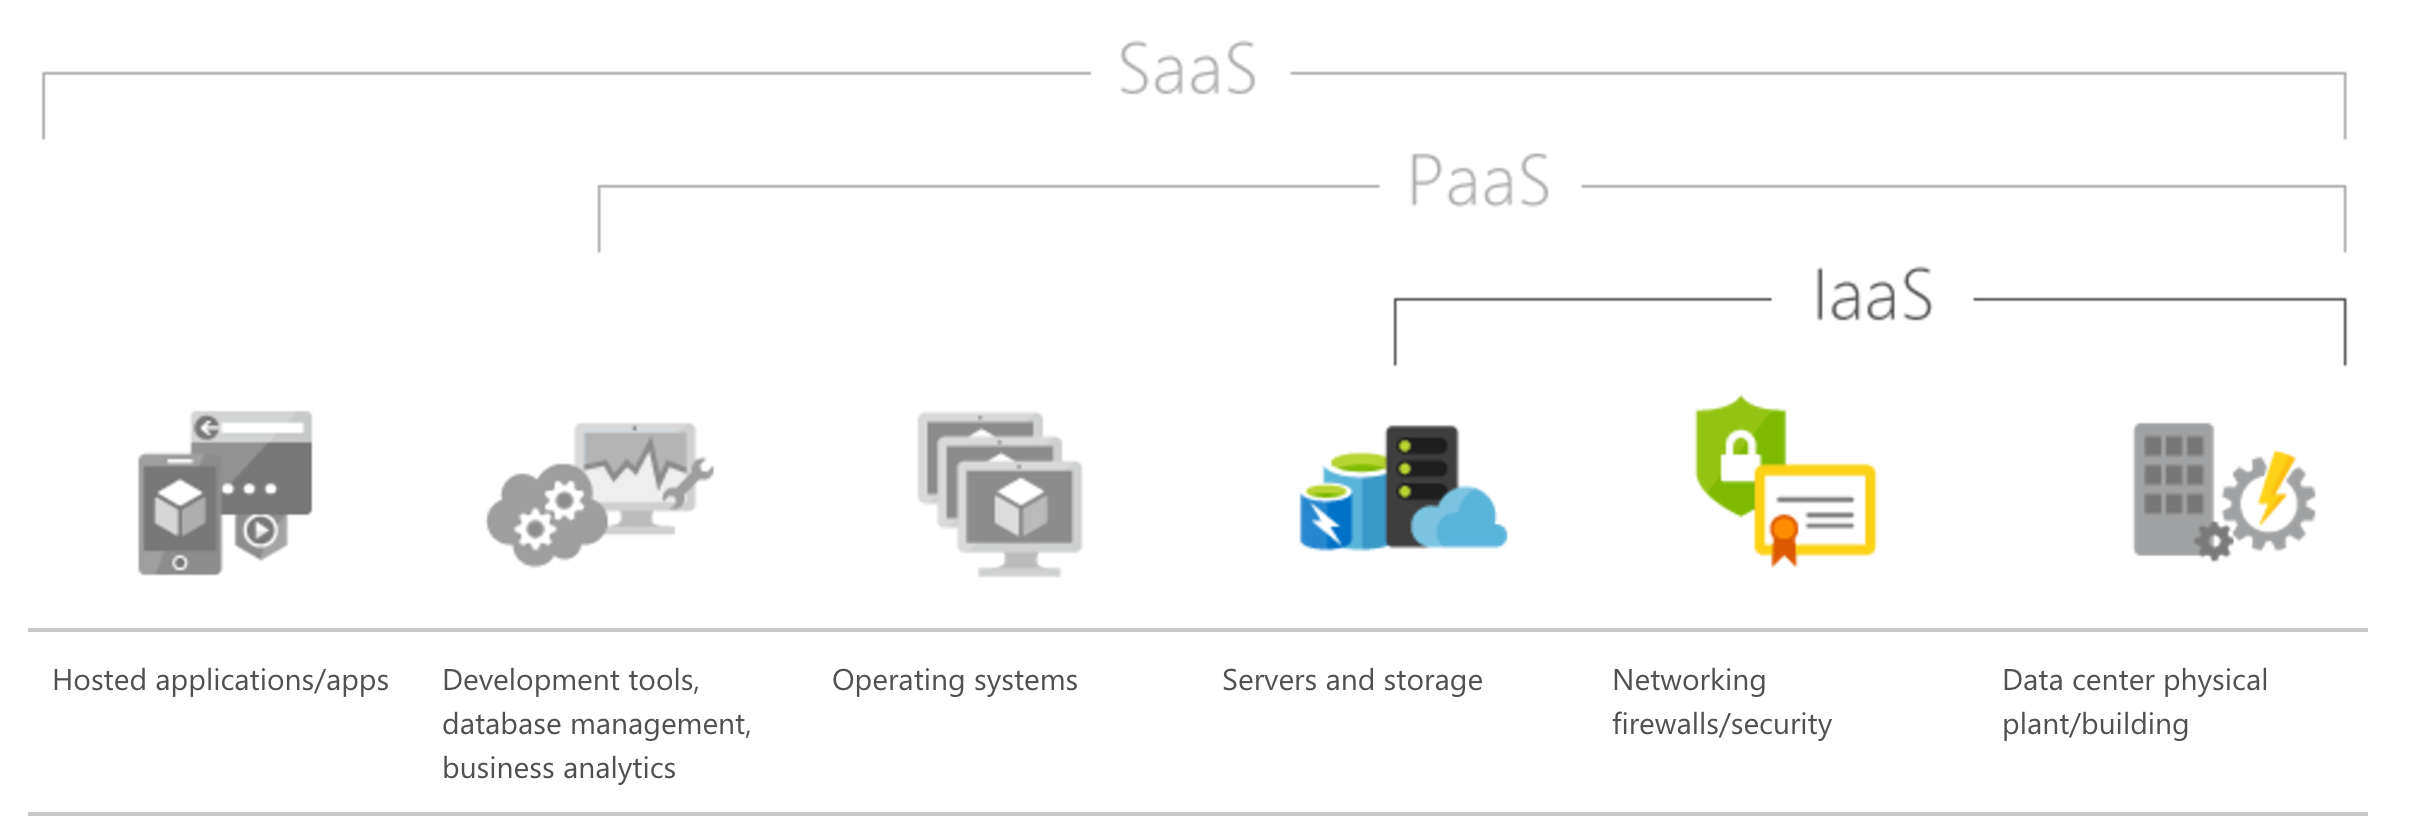 SaaS
PaaS
IaaS
Hosted applications/apps
Development tools,
database management,
business analytics
Operating systems
Servers and storage
Networking
firewalls/security
Data center physical
plant/building